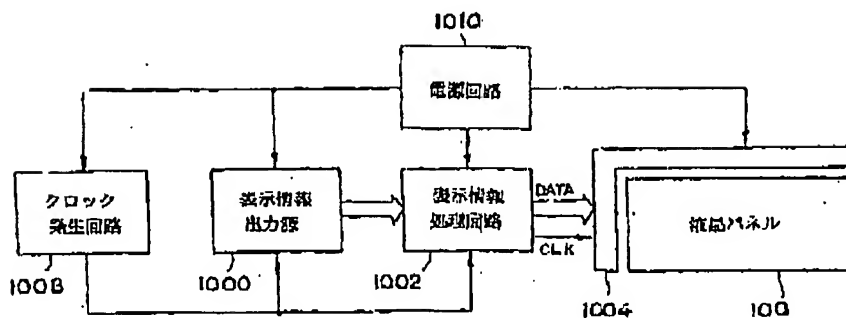 1010
電源回路
クロック
発生回路
表示情報
出力源
表示情報
処理回路
DATA
CLK
液晶パネル
1008
1000
1002
1004